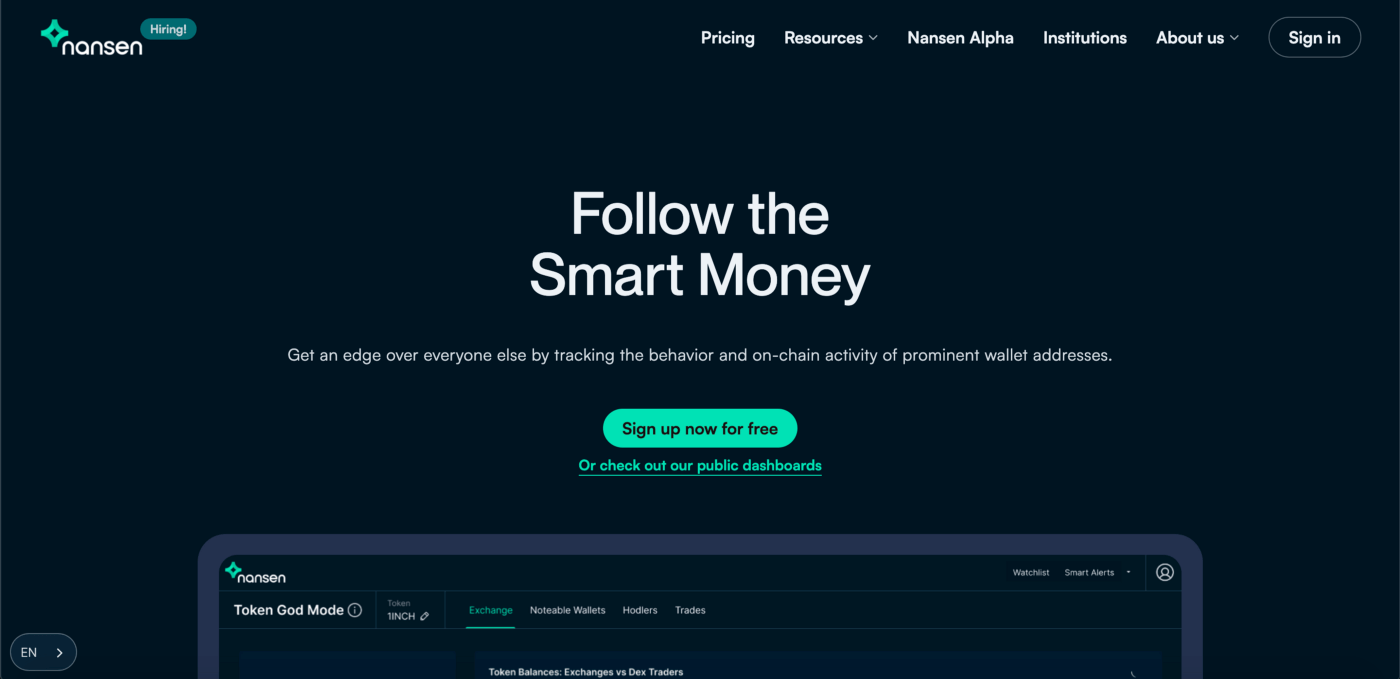 nansen
Hiring!
Pricing
Resources
Nansen Alpha
Institutions
About us
Sign in
Follow the
Smart Money
Get an edge over everyone else by tracking the behavior and on-chain activity of prominent wallet addresses.
Sign up now for free
Or check out our public dashboards
nansen
Watchlist
Smart Alerts
Token God Mode
Token
1INCH
Exchange
Noteable Wallets
Hodlers
Trades
Token Balances: Exchanges vs Dex Traders
EN